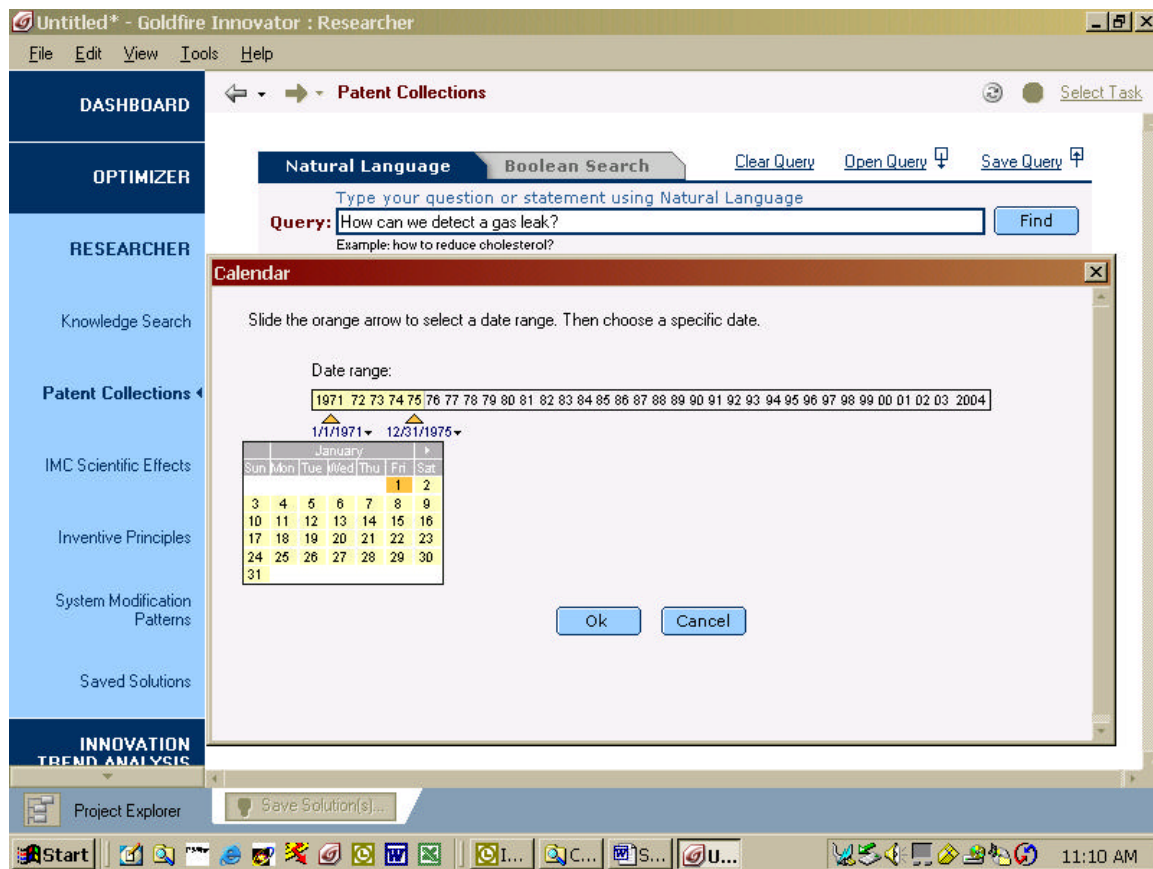 Untitled* - Goldfire Innovator : Researcher
File Edit View Tools Help
DASHBOARD
Patent Collections
Select Task
OPTIMIZER
Natural Language
Boolean Search
Clear Query
Open Query
Save Query
Type your question or statement using Natural Language
Query: How can we detect a gas leak?
Find
Example: how to reduce cholesterol?
RESEARCHER
Knowledge Search
Patent Collections
IMC Scientific Effects
Inventive Principles
System Modification
Patterns
Saved Solutions
INNOVATION
TREND ANALYSIS
Calendar
Slide the orange arrow to select a date range. Then choose a specific date.
Date range:
1971 72 73 74 75 76 77 78 79 80 81 82 83 84 85 86 87 88 89 90 91 92 93 94 95 96 97 98 99 00 01 02 03 2004
1/1/1971 12/31/1975
January
Sun Mon Tue Wed Thu Fri Sat
1 2
3 4 5 6 7 8 9
10 11 12 13 14 15 16
17 18 19 20 21 22 23
24 25 26 27 28 29 30
31
Ok
Cancel
Project Explorer
Save Solution(s)...
Start
I...
C...
S...
U...
11:10 AM